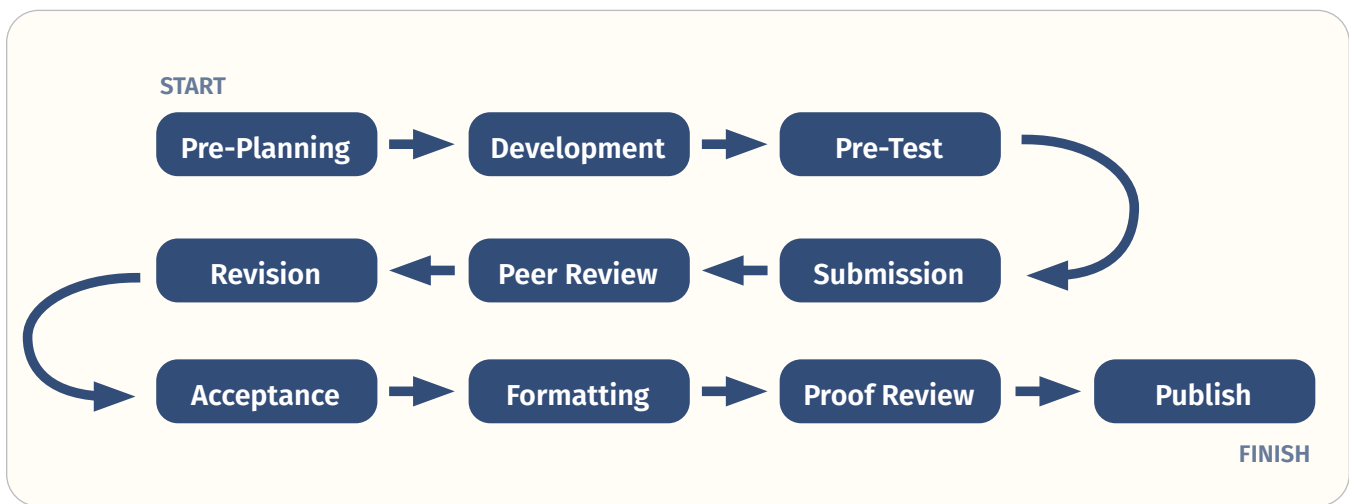 START
Pre-Planning
Development
Pre-Test
Submission
Peer Review
Revision
Acceptance
Formatting
Proof Review
Publish
FINISH